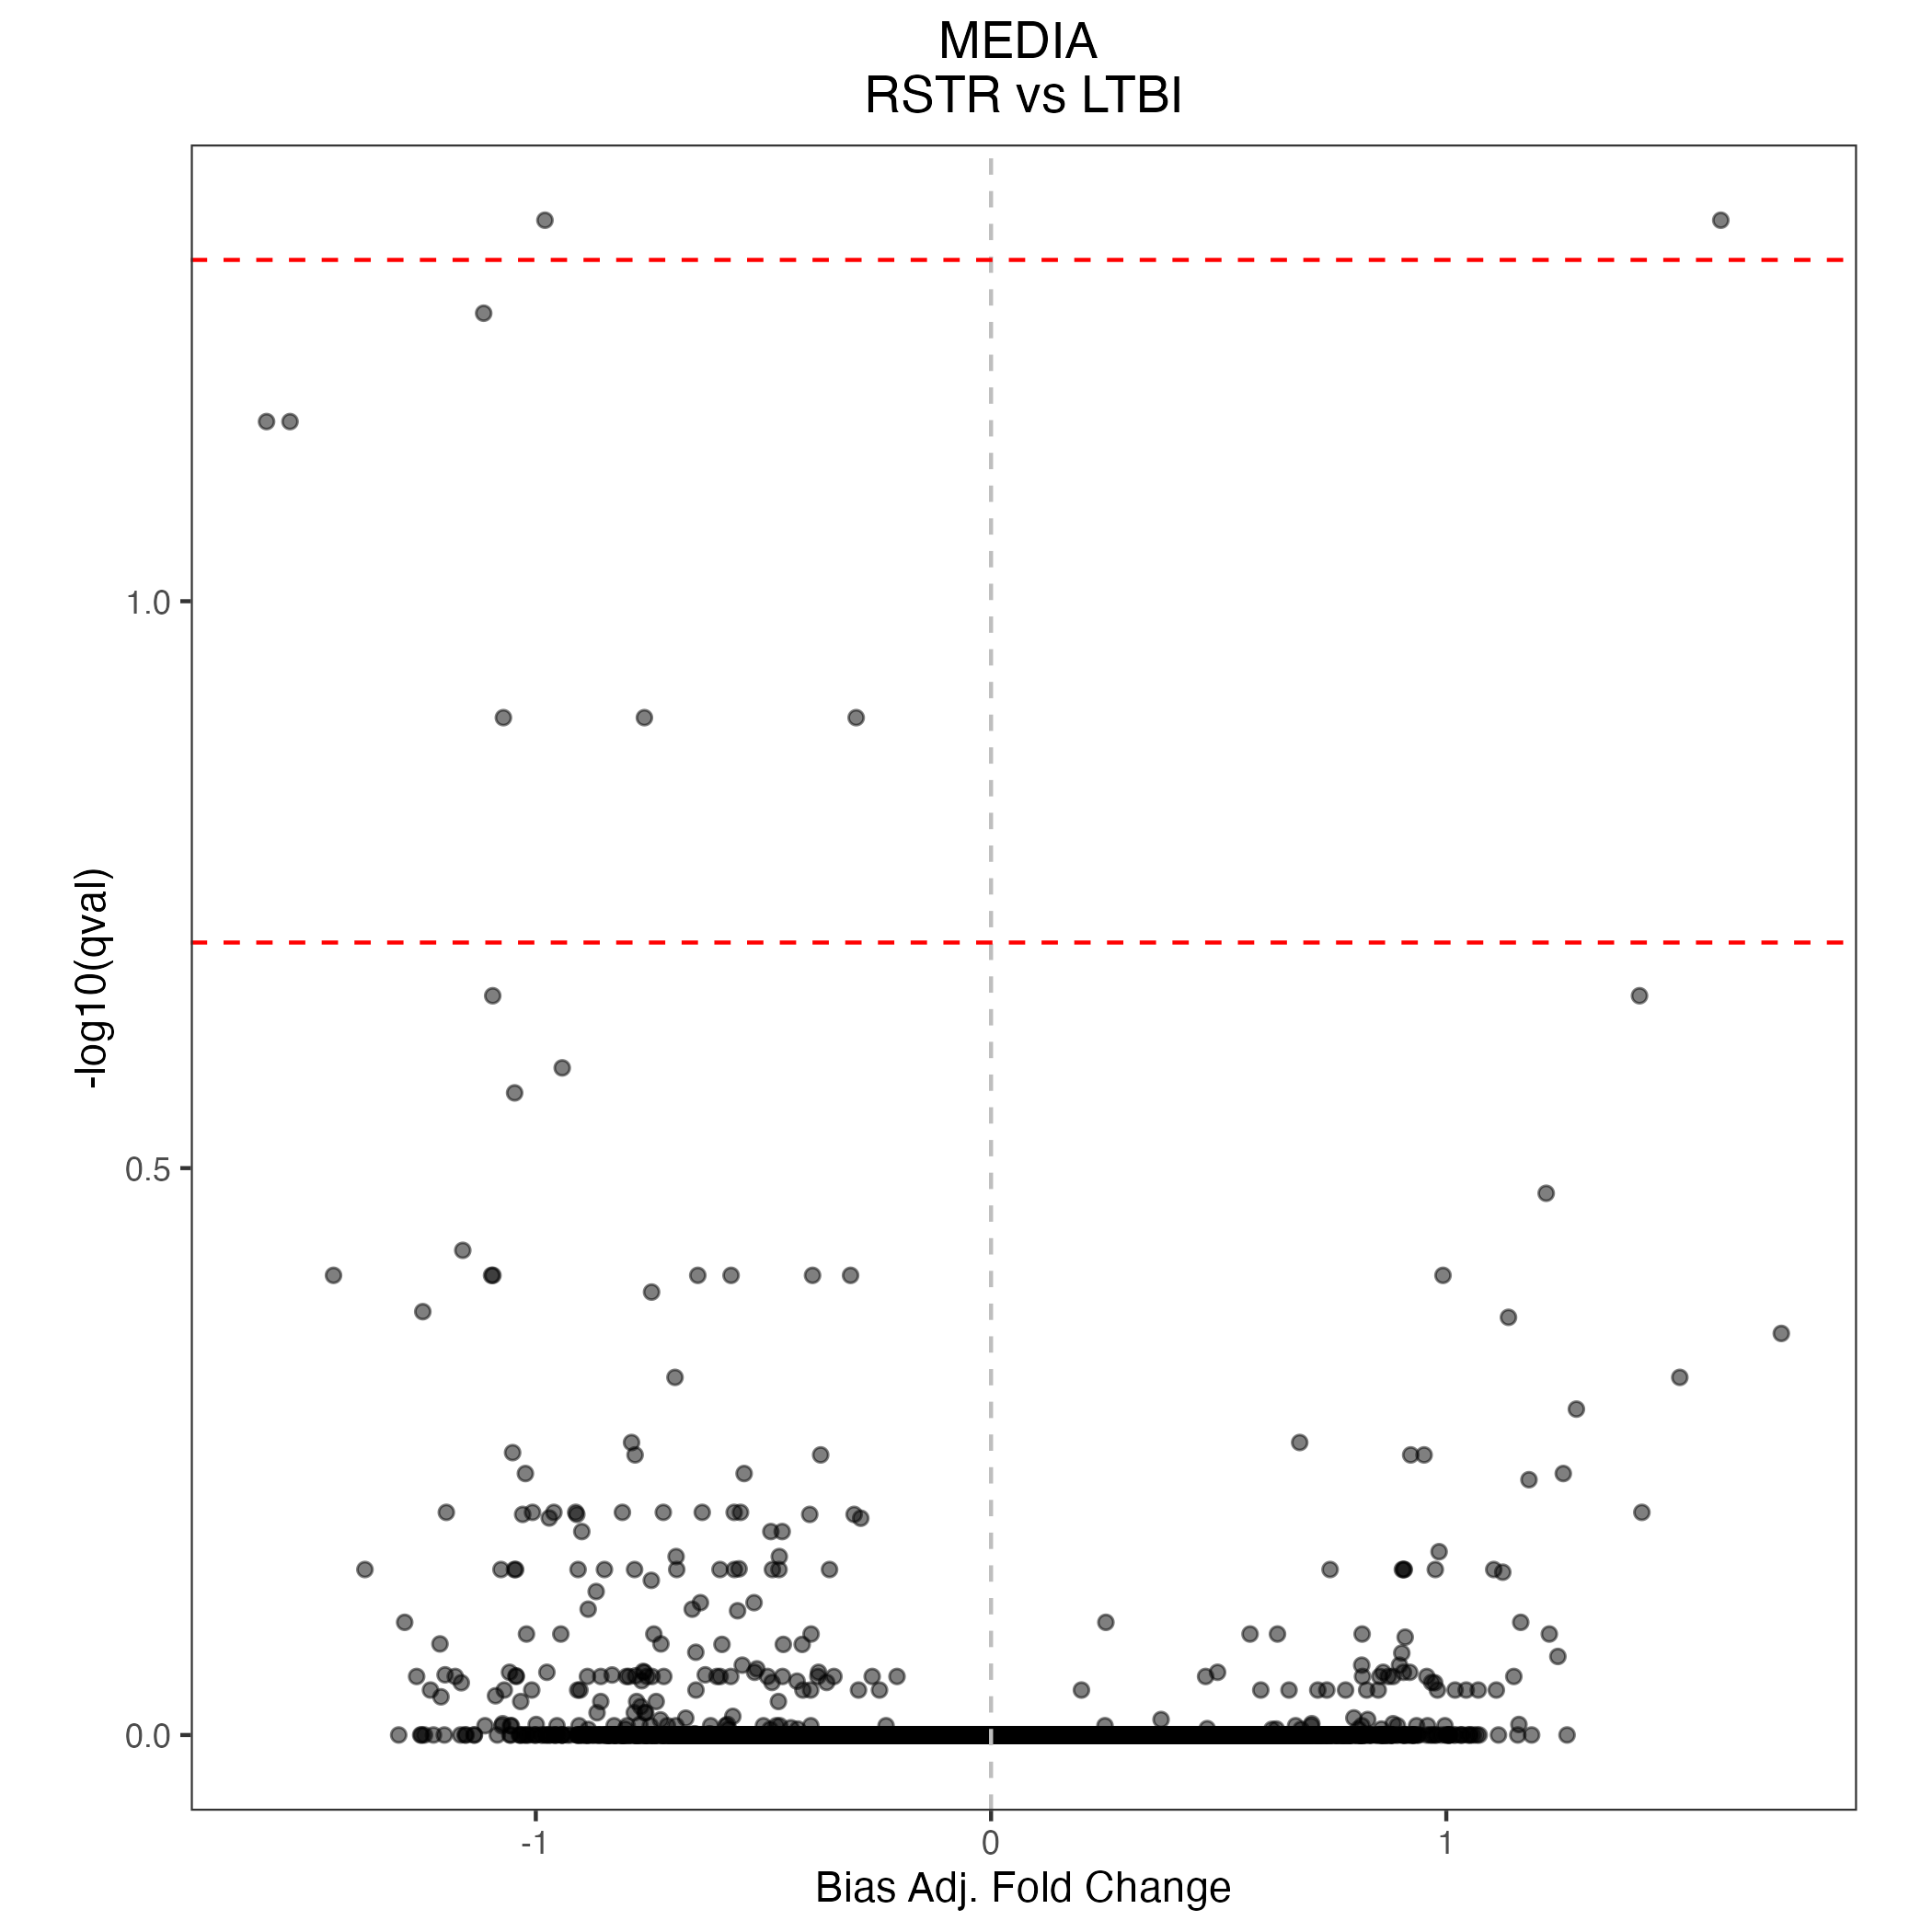 MEDIA
RSTR vs LTBI
-log10(qval)
1.0
0.5
0.0
-1
0
1
Bias Adj. Fold Change